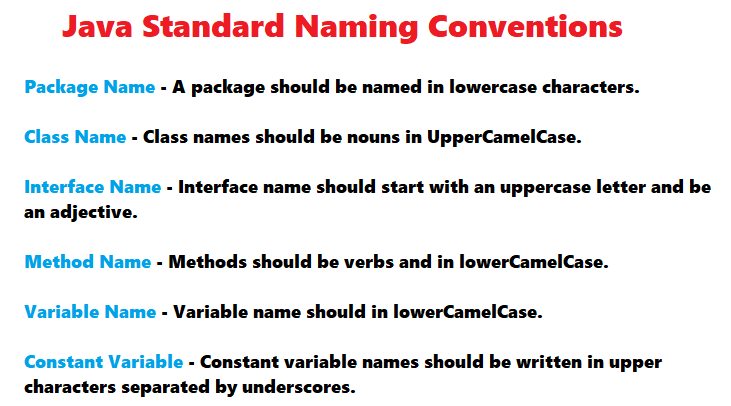 Java Standard Naming Conventions
Package Name - A package should be named in lowercase characters.
Class Name - Class names should be nouns in UpperCamelCase.
Interface Name - Interface name should start with an uppercase letter and be
an adjective.
Method Name - Methods should be verbs and in lowerCamelCase.
Variable Name - Variable name should in lowerCamelCase.
Constant Variable - Constant variable names should be written in upper
characters separated by underscores.